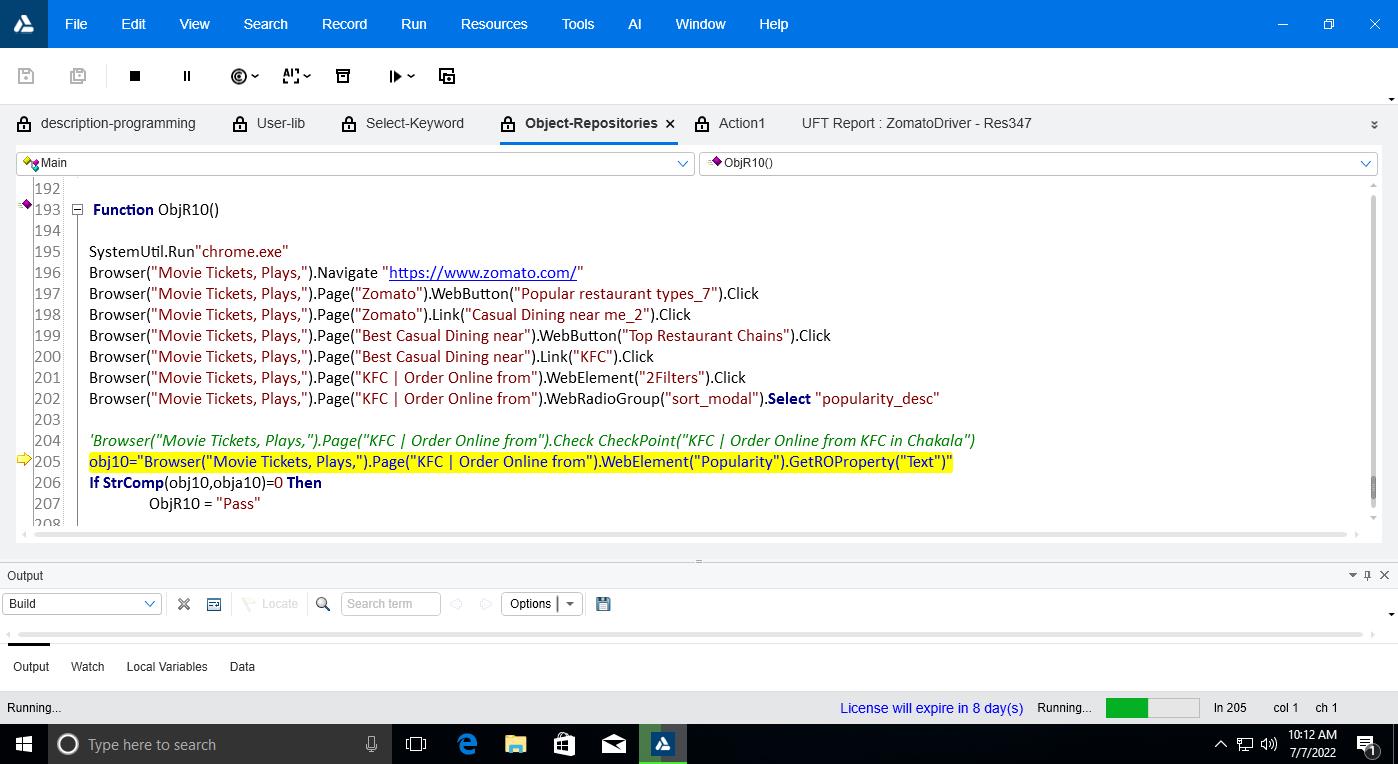 File Edit View Search Record Run Resources Tools AI Window Help
description-programming User-lib Select-Keyword Object-Repositories Action1 UFT Report : ZomatoDriver - Res347
Main ObjR10()
192
193 Function ObjR10()
194
195 SystemUtil.Run"chrome.exe"
196 Browser("Movie Tickets, Plays,").Navigate "https://www.zomato.com/"
197 Browser("Movie Tickets, Plays,").Page("Zomato").WebButton("Popular restaurant types_7").Click
198 Browser("Movie Tickets, Plays,").Page("Zomato").Link("Casual Dining near me_2").Click
199 Browser("Movie Tickets, Plays,").Page("Best Casual Dining near").WebButton("Top Restaurant Chains").Click
200 Browser("Movie Tickets, Plays,").Page("Best Casual Dining near").Link("KFC").Click
201 Browser("Movie Tickets, Plays,").Page("KFC | Order Online from").WebElement("2Filters").Click
202 Browser("Movie Tickets, Plays,").Page("KFC | Order Online from").WebRadioGroup("sort_modal").Select "popularity_desc"
203
204 'Browser("Movie Tickets, Plays,").Page("KFC | Order Online from").Check CheckPoint("KFC | Order Online from KFC in Chakala")
205 obj10="Browser("Movie Tickets, Plays,").Page("KFC | Order Online from").WebElement("Popularity").GetROProperty("Text")"
206 If StrComp(obj10,obja10)=0 Then
207 ObjR10 = "Pass"
208
Output
Build Locate Search term Options
Output Watch Local Variables Data
Running... License will expire in 8 day(s) Running... ln 205 col 1 ch 1
Type here to search 10:12 AM
7/7/2022 1